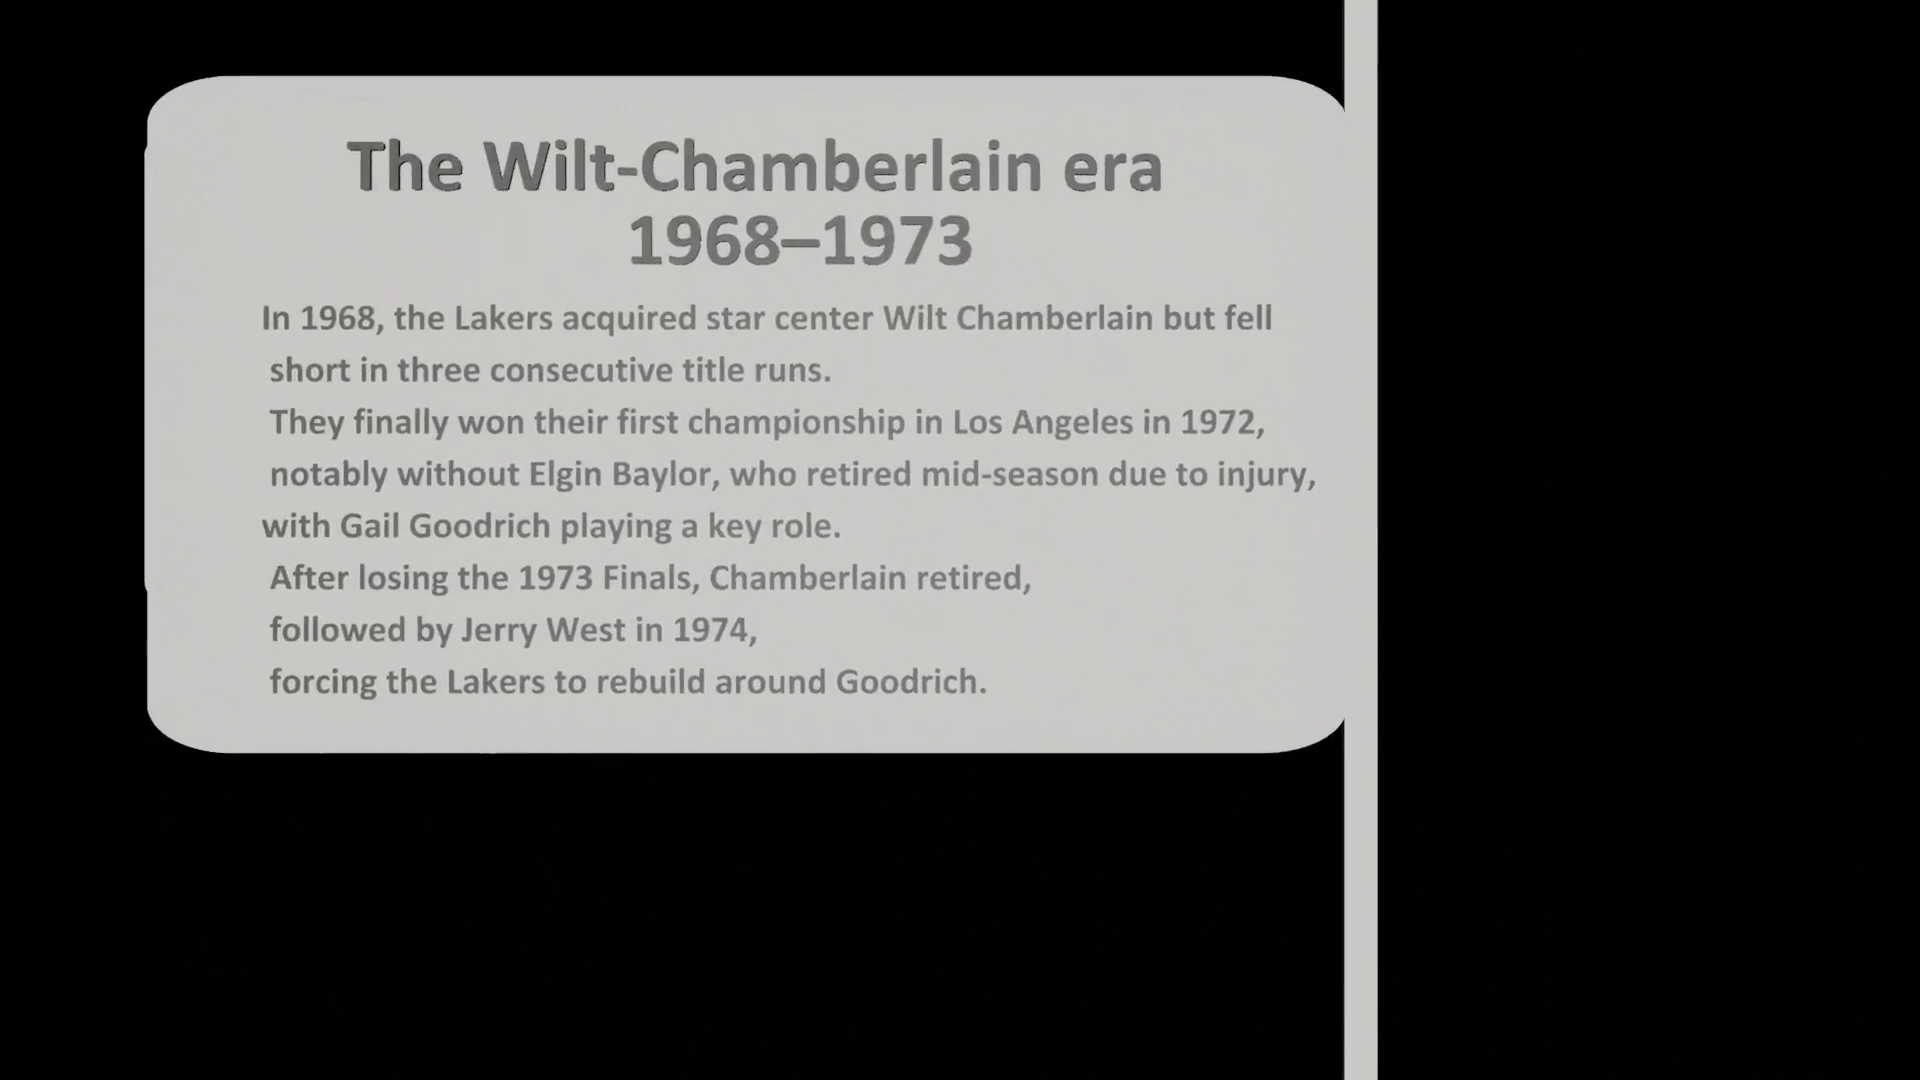 The Wilt-Chamberlain era
1968–1973
In 1968, the Lakers acquired star center Wilt Chamberlain but fell
short in three consecutive title runs.
They finally won their first championship in Los Angeles in 1972,
notably without Elgin Baylor, who retired mid-season due to injury,
with Gail Goodrich playing a key role.
After losing the 1973 Finals, Chamberlain retired,
followed by Jerry West in 1974,
forcing the Lakers to rebuild around Goodrich.